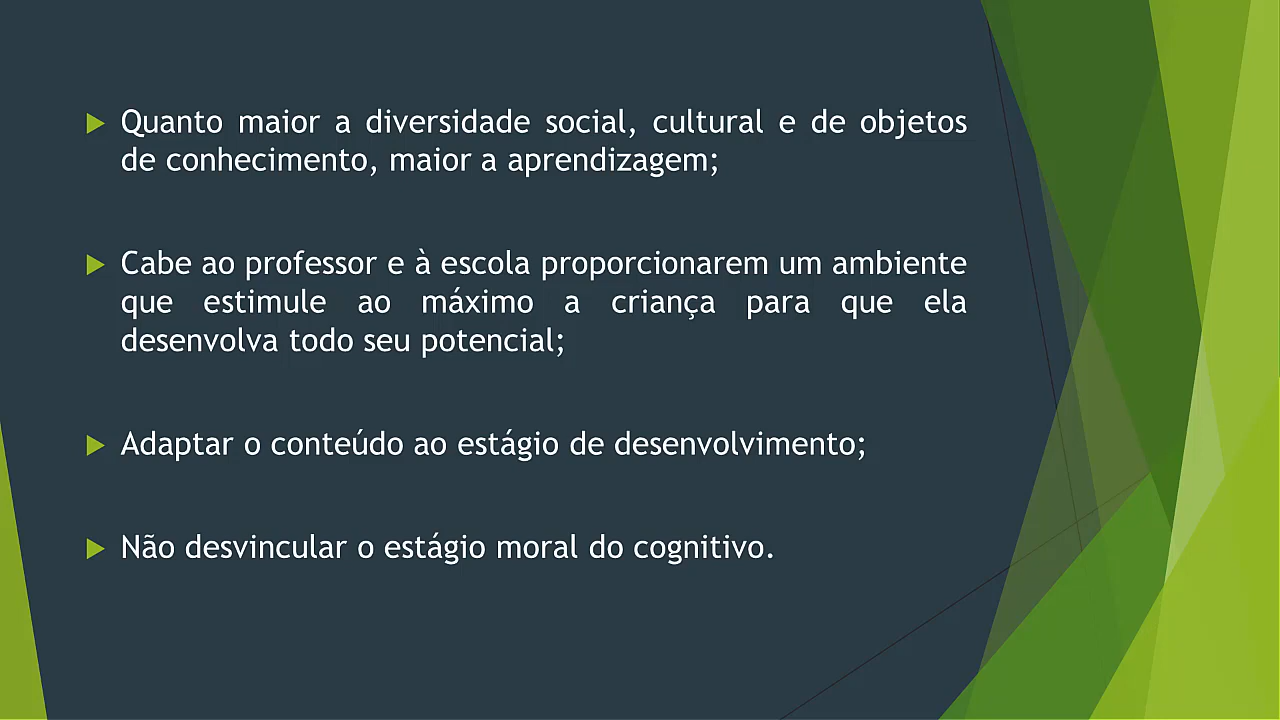 Quanto maior a diversidade social, cultural e de objetos
de conhecimento, maior a aprendizagem;
Cabe ao professor e à escola proporcionarem um ambiente
que estimule ao máximo a criança para que ela
desenvolva todo seu potencial;
Adaptar o conteúdo ao estágio de desenvolvimento;
Não desvincular o estágio moral do cognitivo.